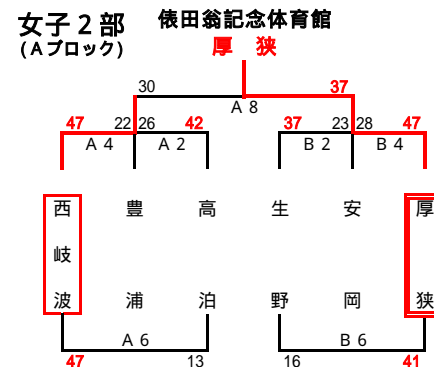 女子２部 俵田翁記念体育館
(Ａブロック) 厚 狭
30 37
Ａ８
47 22 26 42 37 23 28 47
Ａ４ Ａ２ Ｂ２ Ｂ４
西岐波 豊浦 高泊 生野 安岡 厚狭
Ａ６ Ｂ６
47 13 16 41